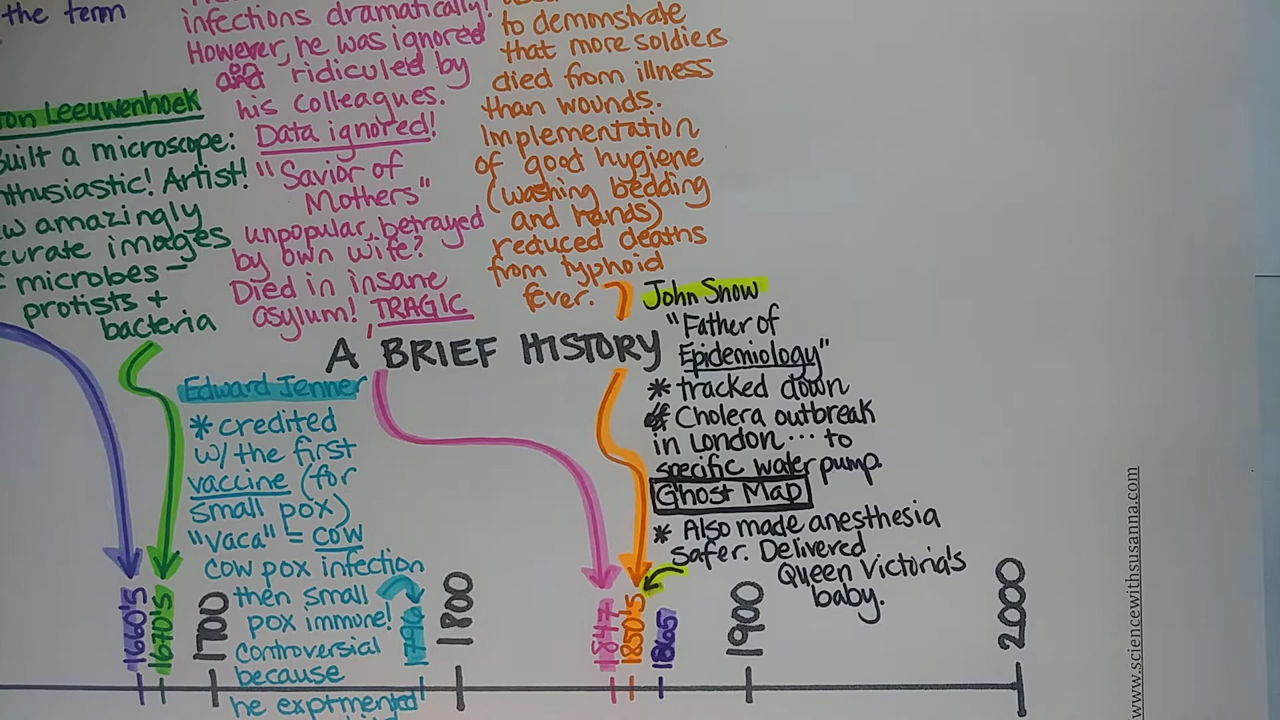 the term
infections dramatically!
However, he was ignored
and ridiculed by
his colleagues.
Data ignored!
"Savior of
Mothers"
unpopular, betrayed
by own wife?
Died in insane
asylum! TRAGIC
to demonstrate
that more soldiers
died from illness
than wounds.
Implementation
of good hygiene
(washing bedding
and hands)
reduced deaths
from typhoid
fever.
von Leeuwenhoek
Built a microscope:
nthusiastic! Artist!
w amazingly
curate images
microbes —
protists +
bacteria
A BRIEF HISTORY
John Snow
"Father of
Epidemiology"
* tracked down
Cholera outbreak
in London ... to
specific water pump.
Ghost Map
* Also made anesthesia
safer. Delivered
Queen Victoria's
baby.
Edward Jenner
* credited
w/ the first
vaccine (for
small pox)
"vaca" = cow
cow pox infection
then small
pox immune!
controversial
because
he exptmented
1660's
1670's
1700
1796
1800
1847
1850's
1865
1900
2000
www.sciencewithsusanna.com